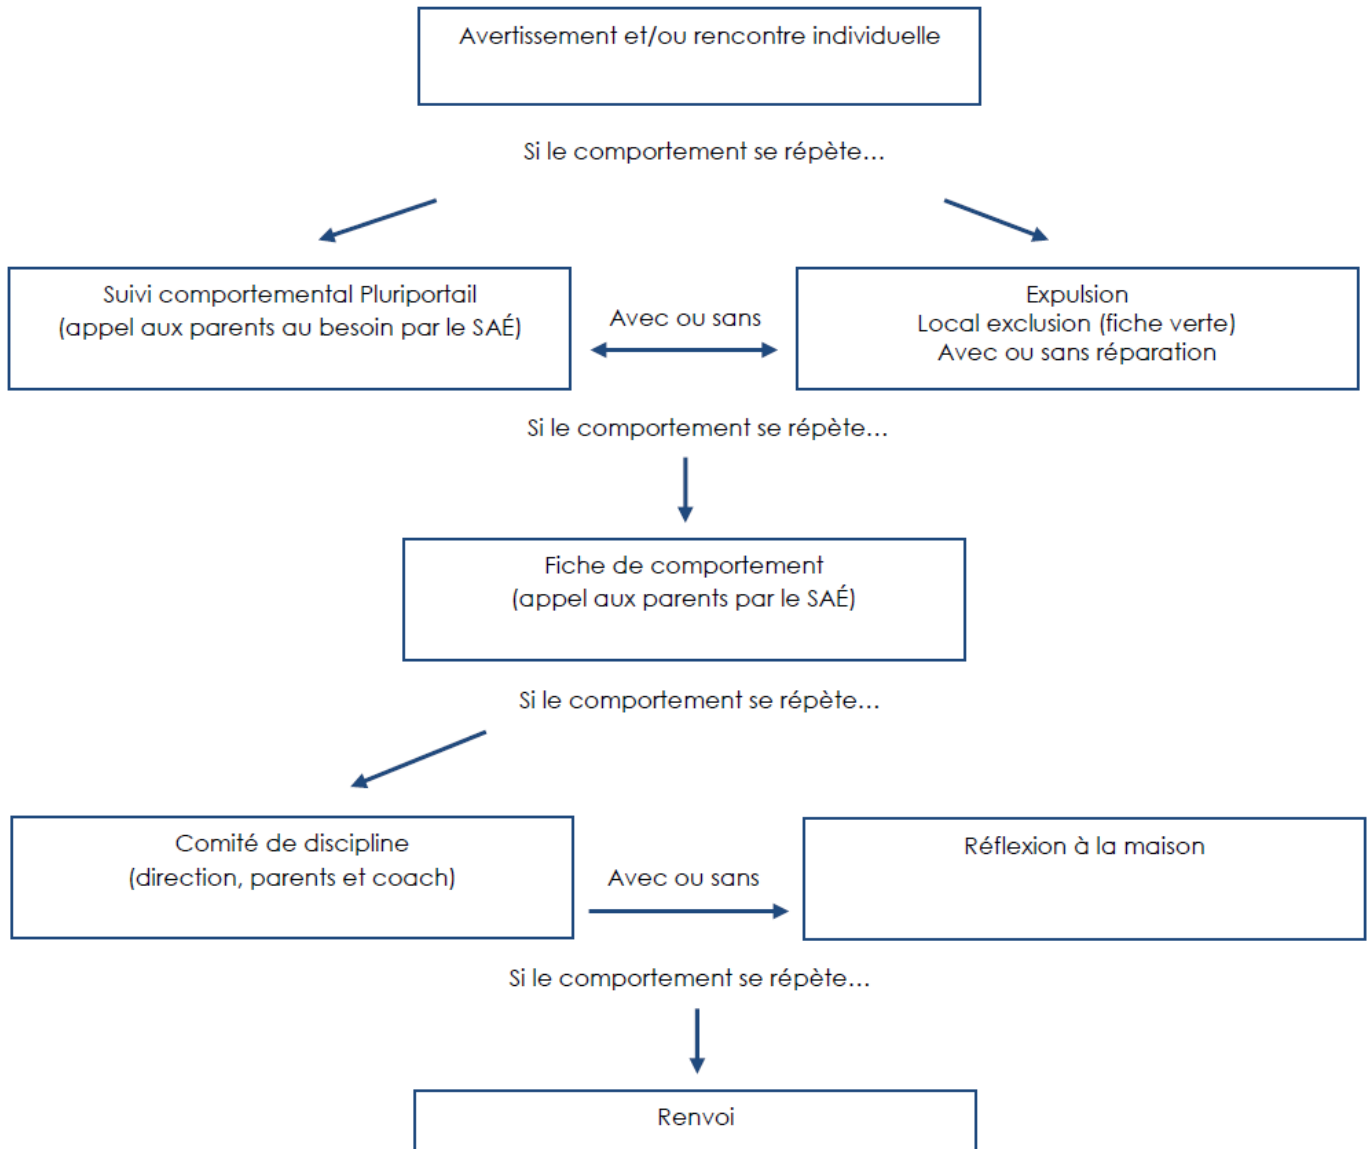 Avertissement et/ou rencontre individuelle
Si le comportement se répète...
Suivi comportemental Pluriportail
(appel aux parents au besoin par le SAÉ)
Avec ou sans
Expulsion
Local exclusion (fiche verte)
Avec ou sans réparation
Si le comportement se répète...
Fiche de comportement
(appel aux parents par le SAÉ)
Si le comportement se répète...
Comité de discipline
(direction, parents et coach)
Avec ou sans
Réflexion à la maison
Si le comportement se répète...
Renvoi